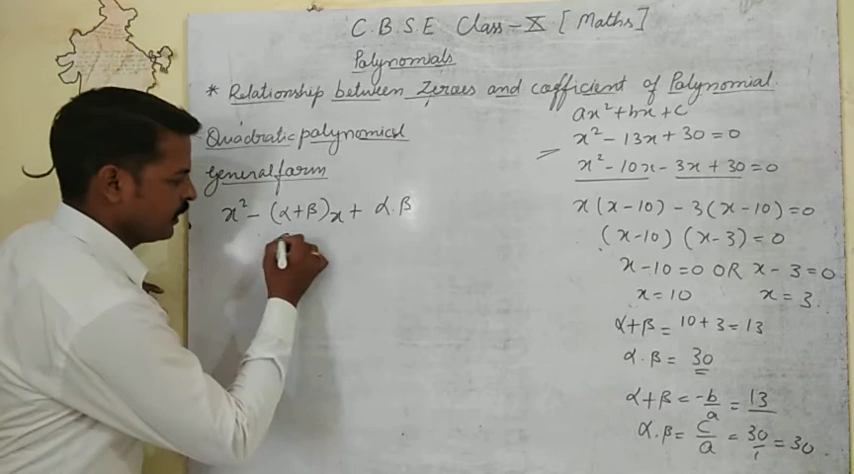 C.B.S.E Class-X [Maths]
Polynomials
* Relationship between Zeroes and coefficient of Polynomial.
Quadratic polynomial
General form
x² - (α+β)x + α.β
ax²+bx+c
x² - 13x + 30 = 0
x² - 10x - 3x + 30 = 0
x(x-10) - 3(x-10) = 0
(x-10) (x-3) = 0
x-10=0 OR x-3=0
x=10 x=3.
α+β = 10+3 = 13
α.β = 30
α+β = -b/a = 13
α.β = c/a = 30/1 = 30.